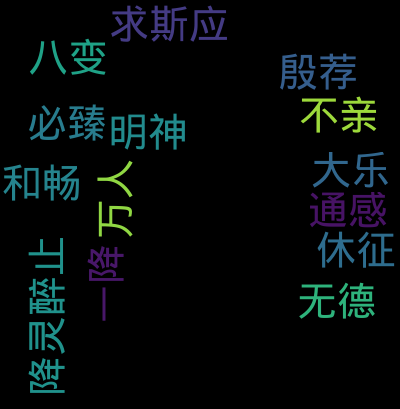 求斯应
八变
殷荐
不亲
必臻
明神
大乐
和畅
万人
通感
休征
一降
降灵醉止
无德